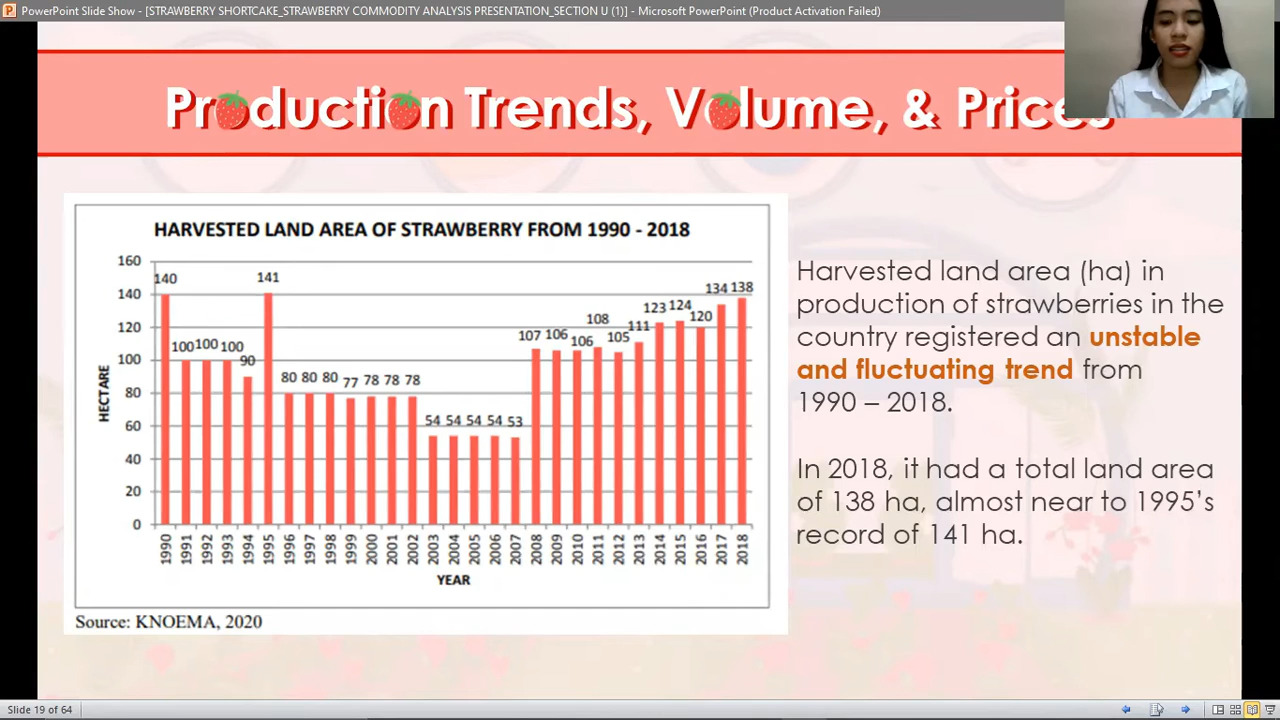 PowerPoint Slide Show - [STRAWBERRY SHORTCAKE_STRAWBERRY COMMODITY ANALYSIS PRESENTATION_SECTION U (1)] - Microsoft PowerPoint (Product Activation Failed)
Production Trends, Volume, & Prices
HARVESTED LAND AREA OF STRAWBERRY FROM 1990 - 2018
HECTARE
160
140
120
100
80
60
40
20
0
140 100 100 100 90 141 80 80 80 77 78 78 78 54 54 54 54 53 107 106 106 108 105 111 123 124 120 134 138
1990 1991 1992 1993 1994 1995 1996 1997 1998 1999 2000 2001 2002 2003 2004 2005 2006 2007 2008 2009 2010 2011 2012 2013 2014 2015 2016 2017 2018
YEAR
Source: KNOEMA, 2020
Harvested land area (ha) in
production of strawberries in the
country registered an unstable
and fluctuating trend from
1990 – 2018.
In 2018, it had a total land area
of 138 ha, almost near to 1995’s
record of 141 ha.
Slide 19 of 64